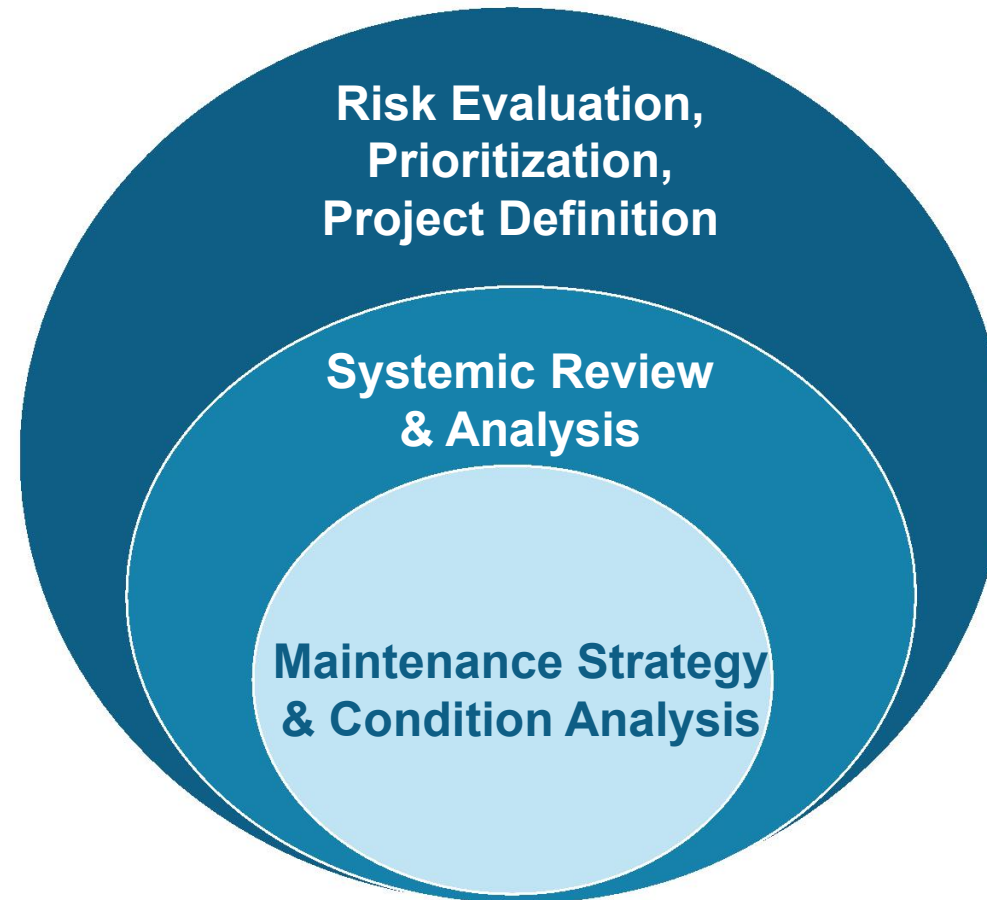 Risk Evaluation,
Prioritization,
Project Definition
Systemic Review
& Analysis
Maintenance Strategy
& Condition Analysis